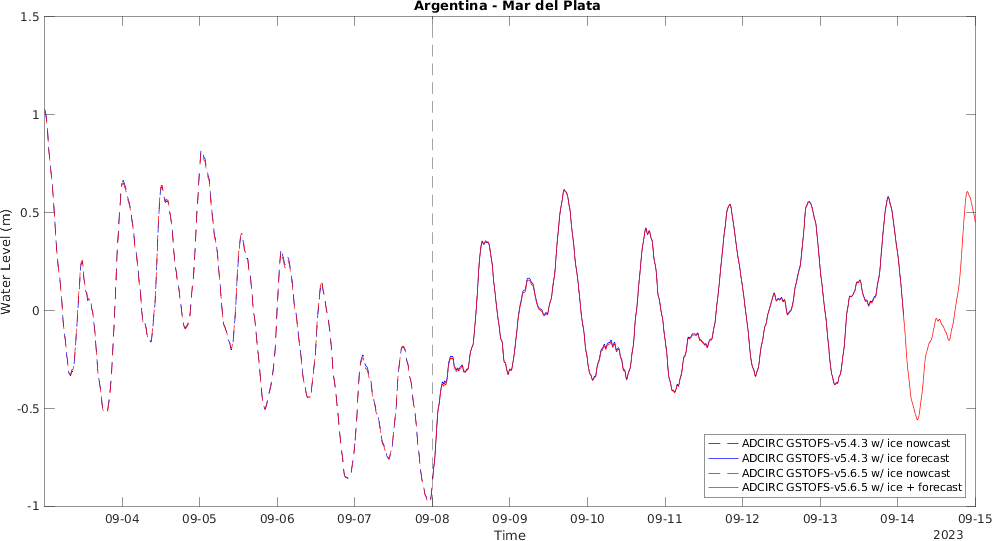 Argentina - Mar del Plata
1.5
1
0.5
0
-0.5
-1
Water Level (m)
09-04 09-05 09-06 09-07 09-08 09-09 09-10 09-11 09-12 09-13 09-14 09-15
Time
2023
ADCIRC GSTOFS-v5.4.3 w/ ice nowcast
ADCIRC GSTOFS-v5.4.3 w/ ice forecast
ADCIRC GSTOFS-v5.6.5 w/ ice nowcast
ADCIRC GSTOFS-v5.6.5 w/ ice + forecast